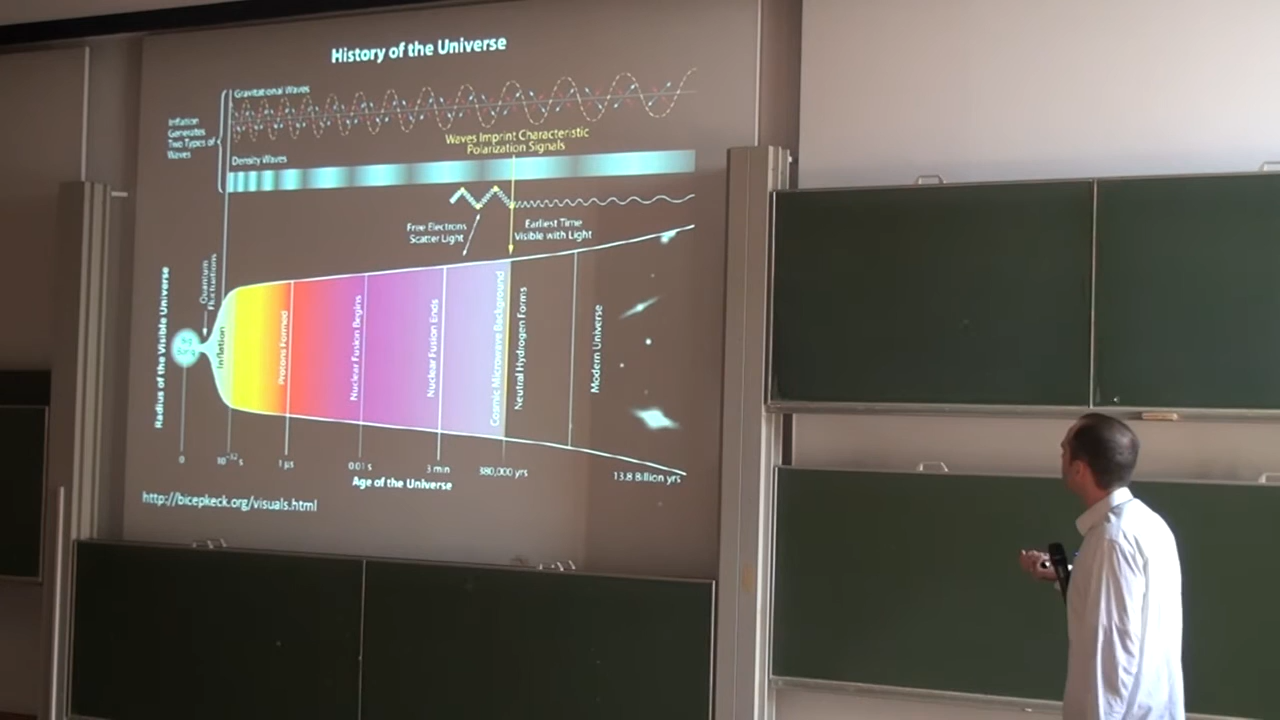 History of the Universe
Gravitational Waves
Inflation
Generates
Two Types of
Waves
Waves Imprint Characteristic
Polarization Signals
Density Waves
Free Electrons
Scatter Light
Earliest Time
Visible with Light
Radius of the Visible Universe
Quantum
Fluctuations
Big
Bang
Inflation
Protons Formed
Nuclear Fusion Begins
Nuclear Fusion Ends
Cosmic Microwave Background
Neutral Hydrogen Forms
Modern Universe
0
10⁻³² s
1 µs
0.01 s
3 min
380,000 yrs
13.8 Billion yrs
Age of the Universe
http://bicepkeck.org/visuals.html